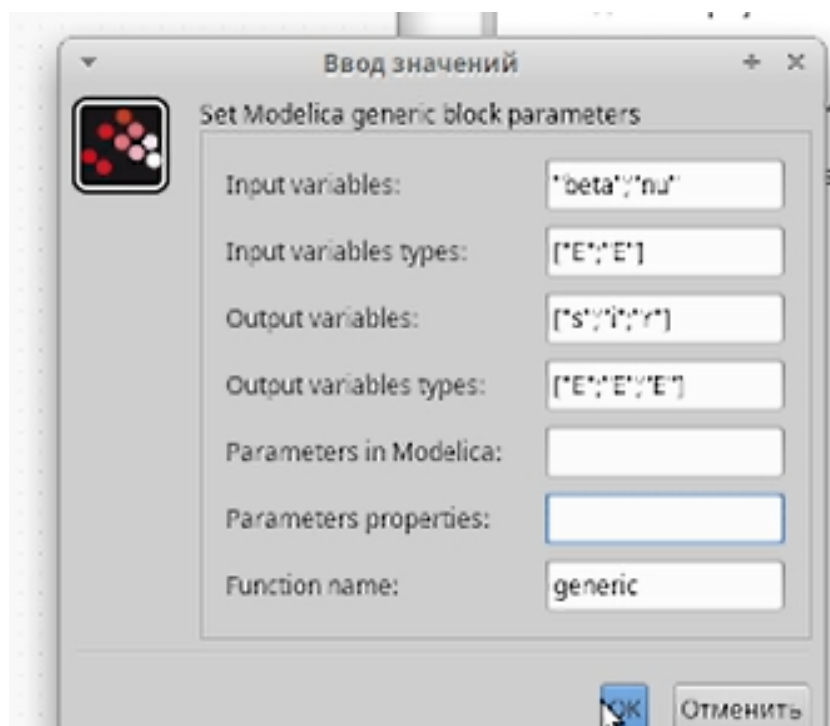 Ввод значений
Set Modelica generic block parameters
Input variables: "beta";"nu"
Input variables types: ["E";"E"]
Output variables: ["s";"i";"r"]
Output variables types: ["E";"E";"E"]
Parameters in Modelica:
Parameters properties:
Function name: generic
OK Отменить